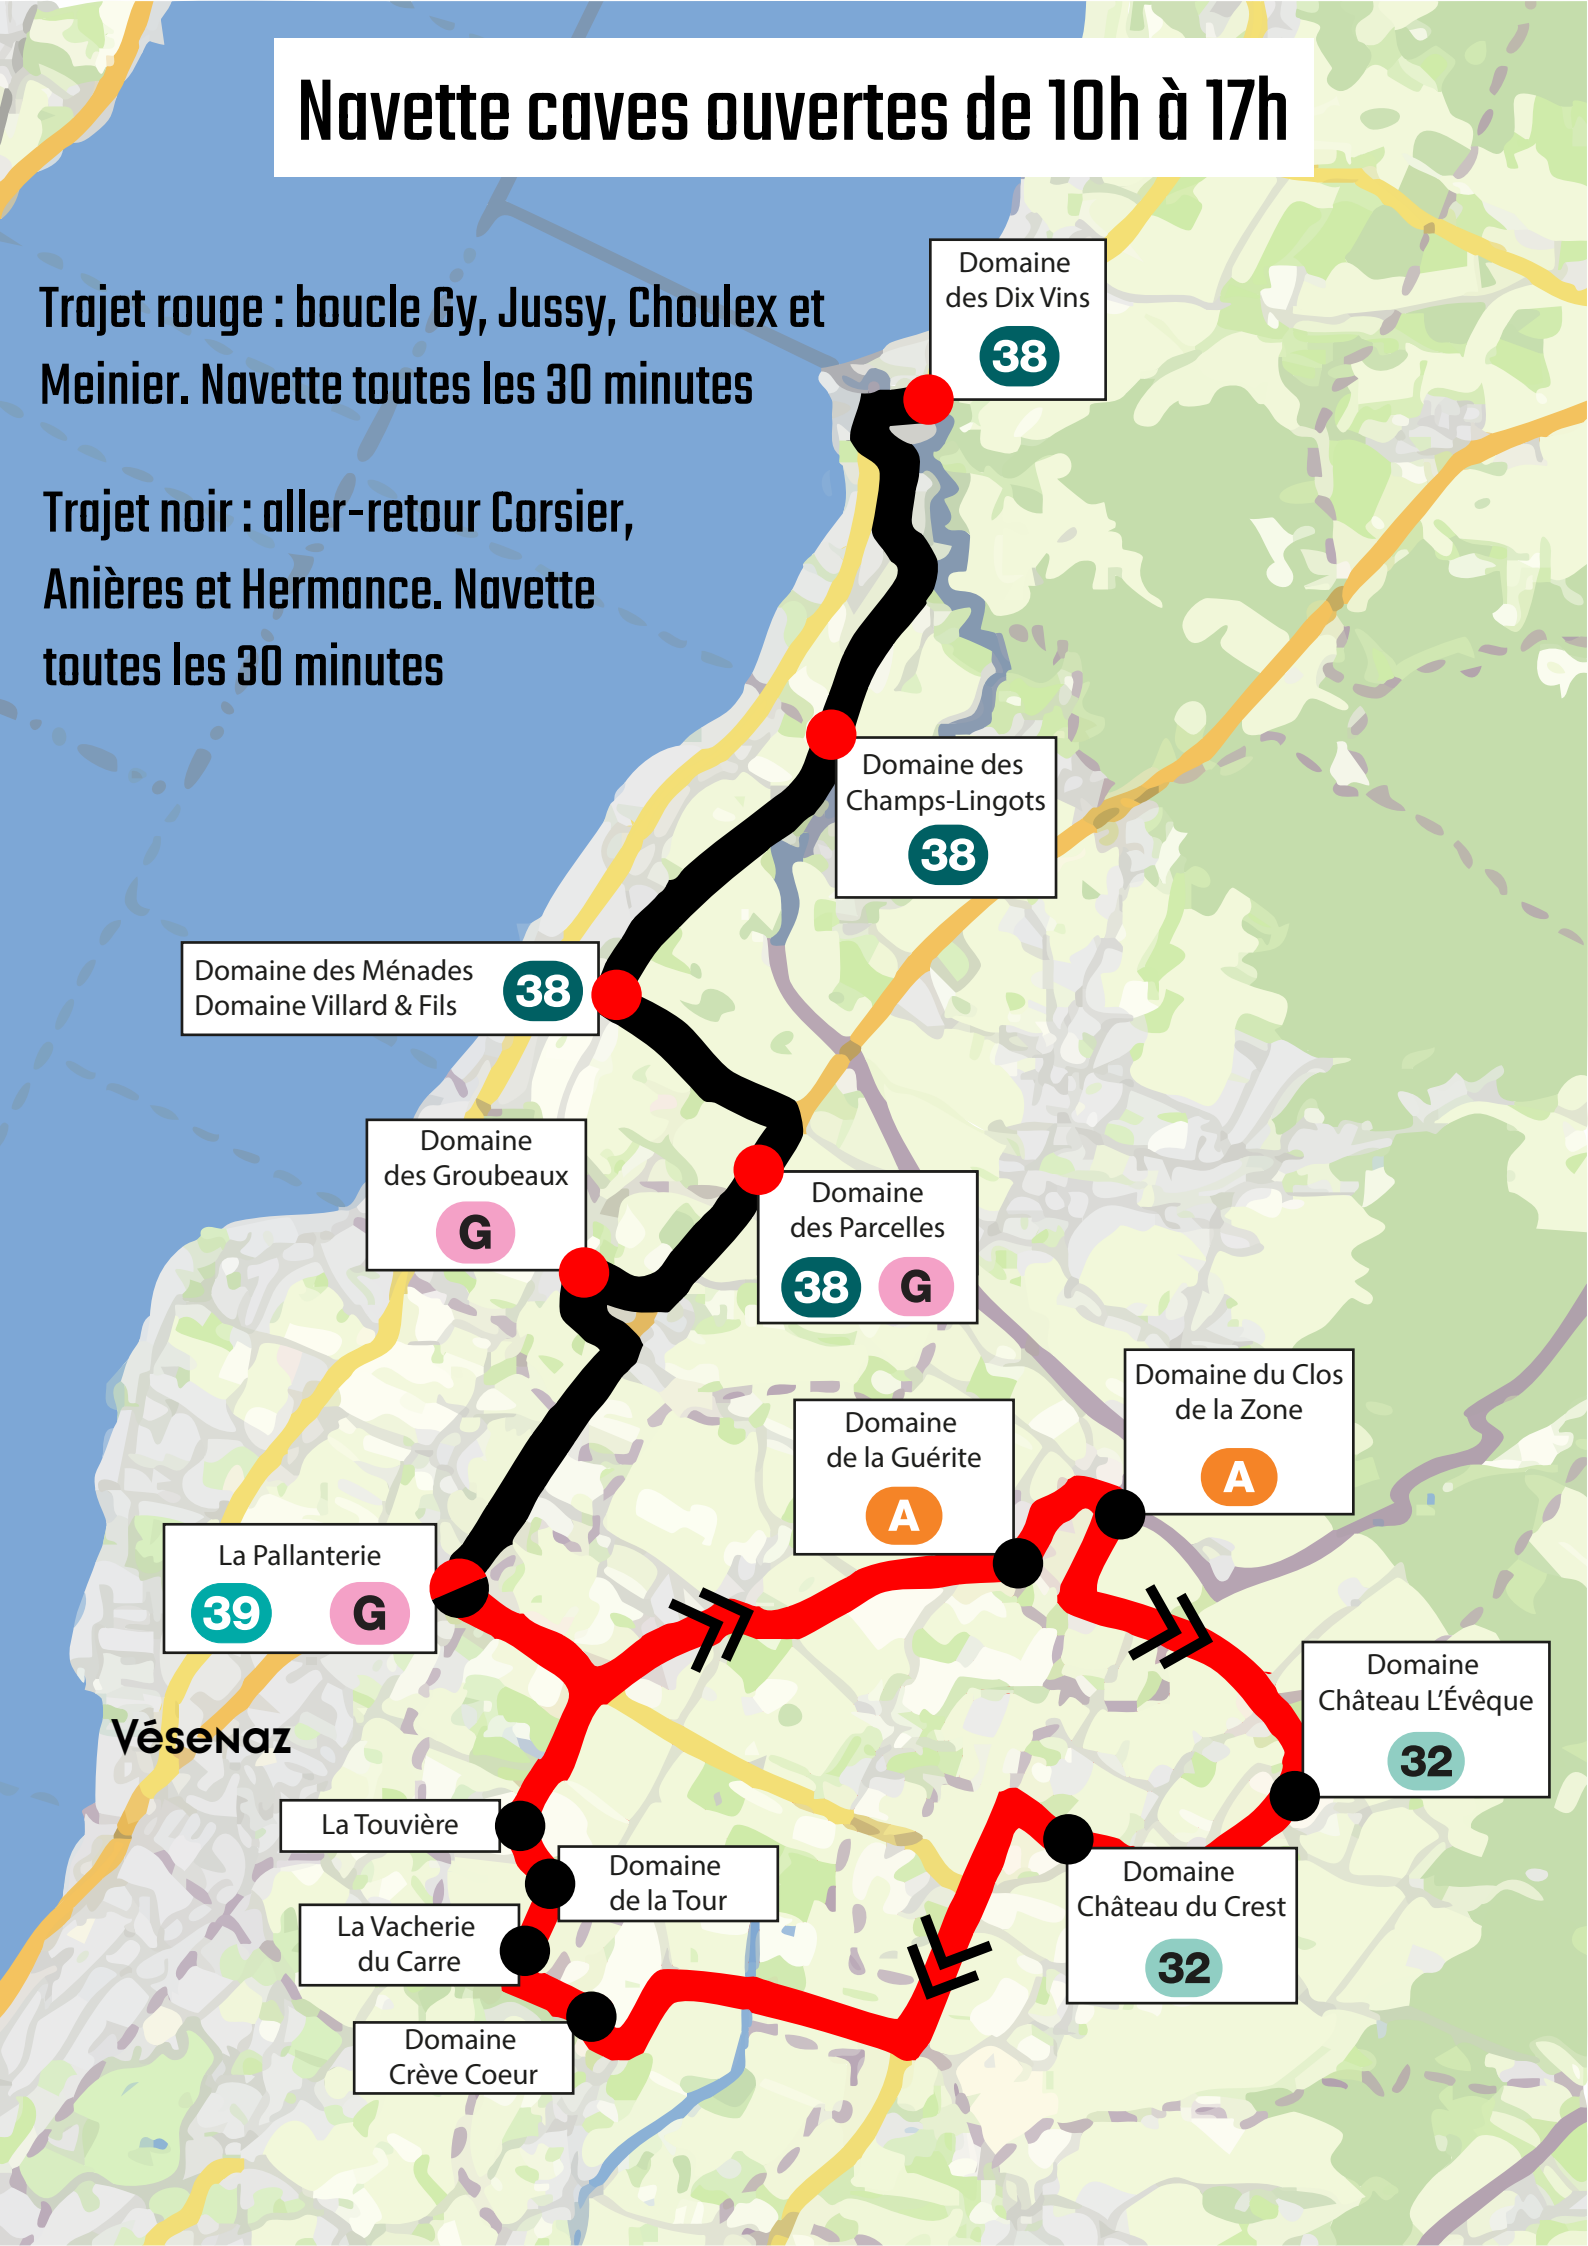 Navette caves ouvertes de 10h à 17h
Trajet rouge : boucle Gy, Jussy, Choulex et
Meinier. Navette toutes les 30 minutes
Trajet noir : aller-retour Corsier,
Anières et Hermance. Navette
toutes les 30 minutes
Domaine
des Dix Vins
38
Domaine des
Champs-Lingots
38
Domaine des Ménades
Domaine Villard & Fils
38
Domaine
des Groubeaux
G
Domaine
des Parcelles
38 G
Domaine du Clos
de la Zone
A
Domaine
de la Guérite
A
La Pallanterie
39 G
Domaine
Château L'Évêque
32
Vésenaz
La Touvière
Domaine
de la Tour
La Vacherie
du Carre
Domaine
Château du Crest
32
Domaine
Crève Coeur